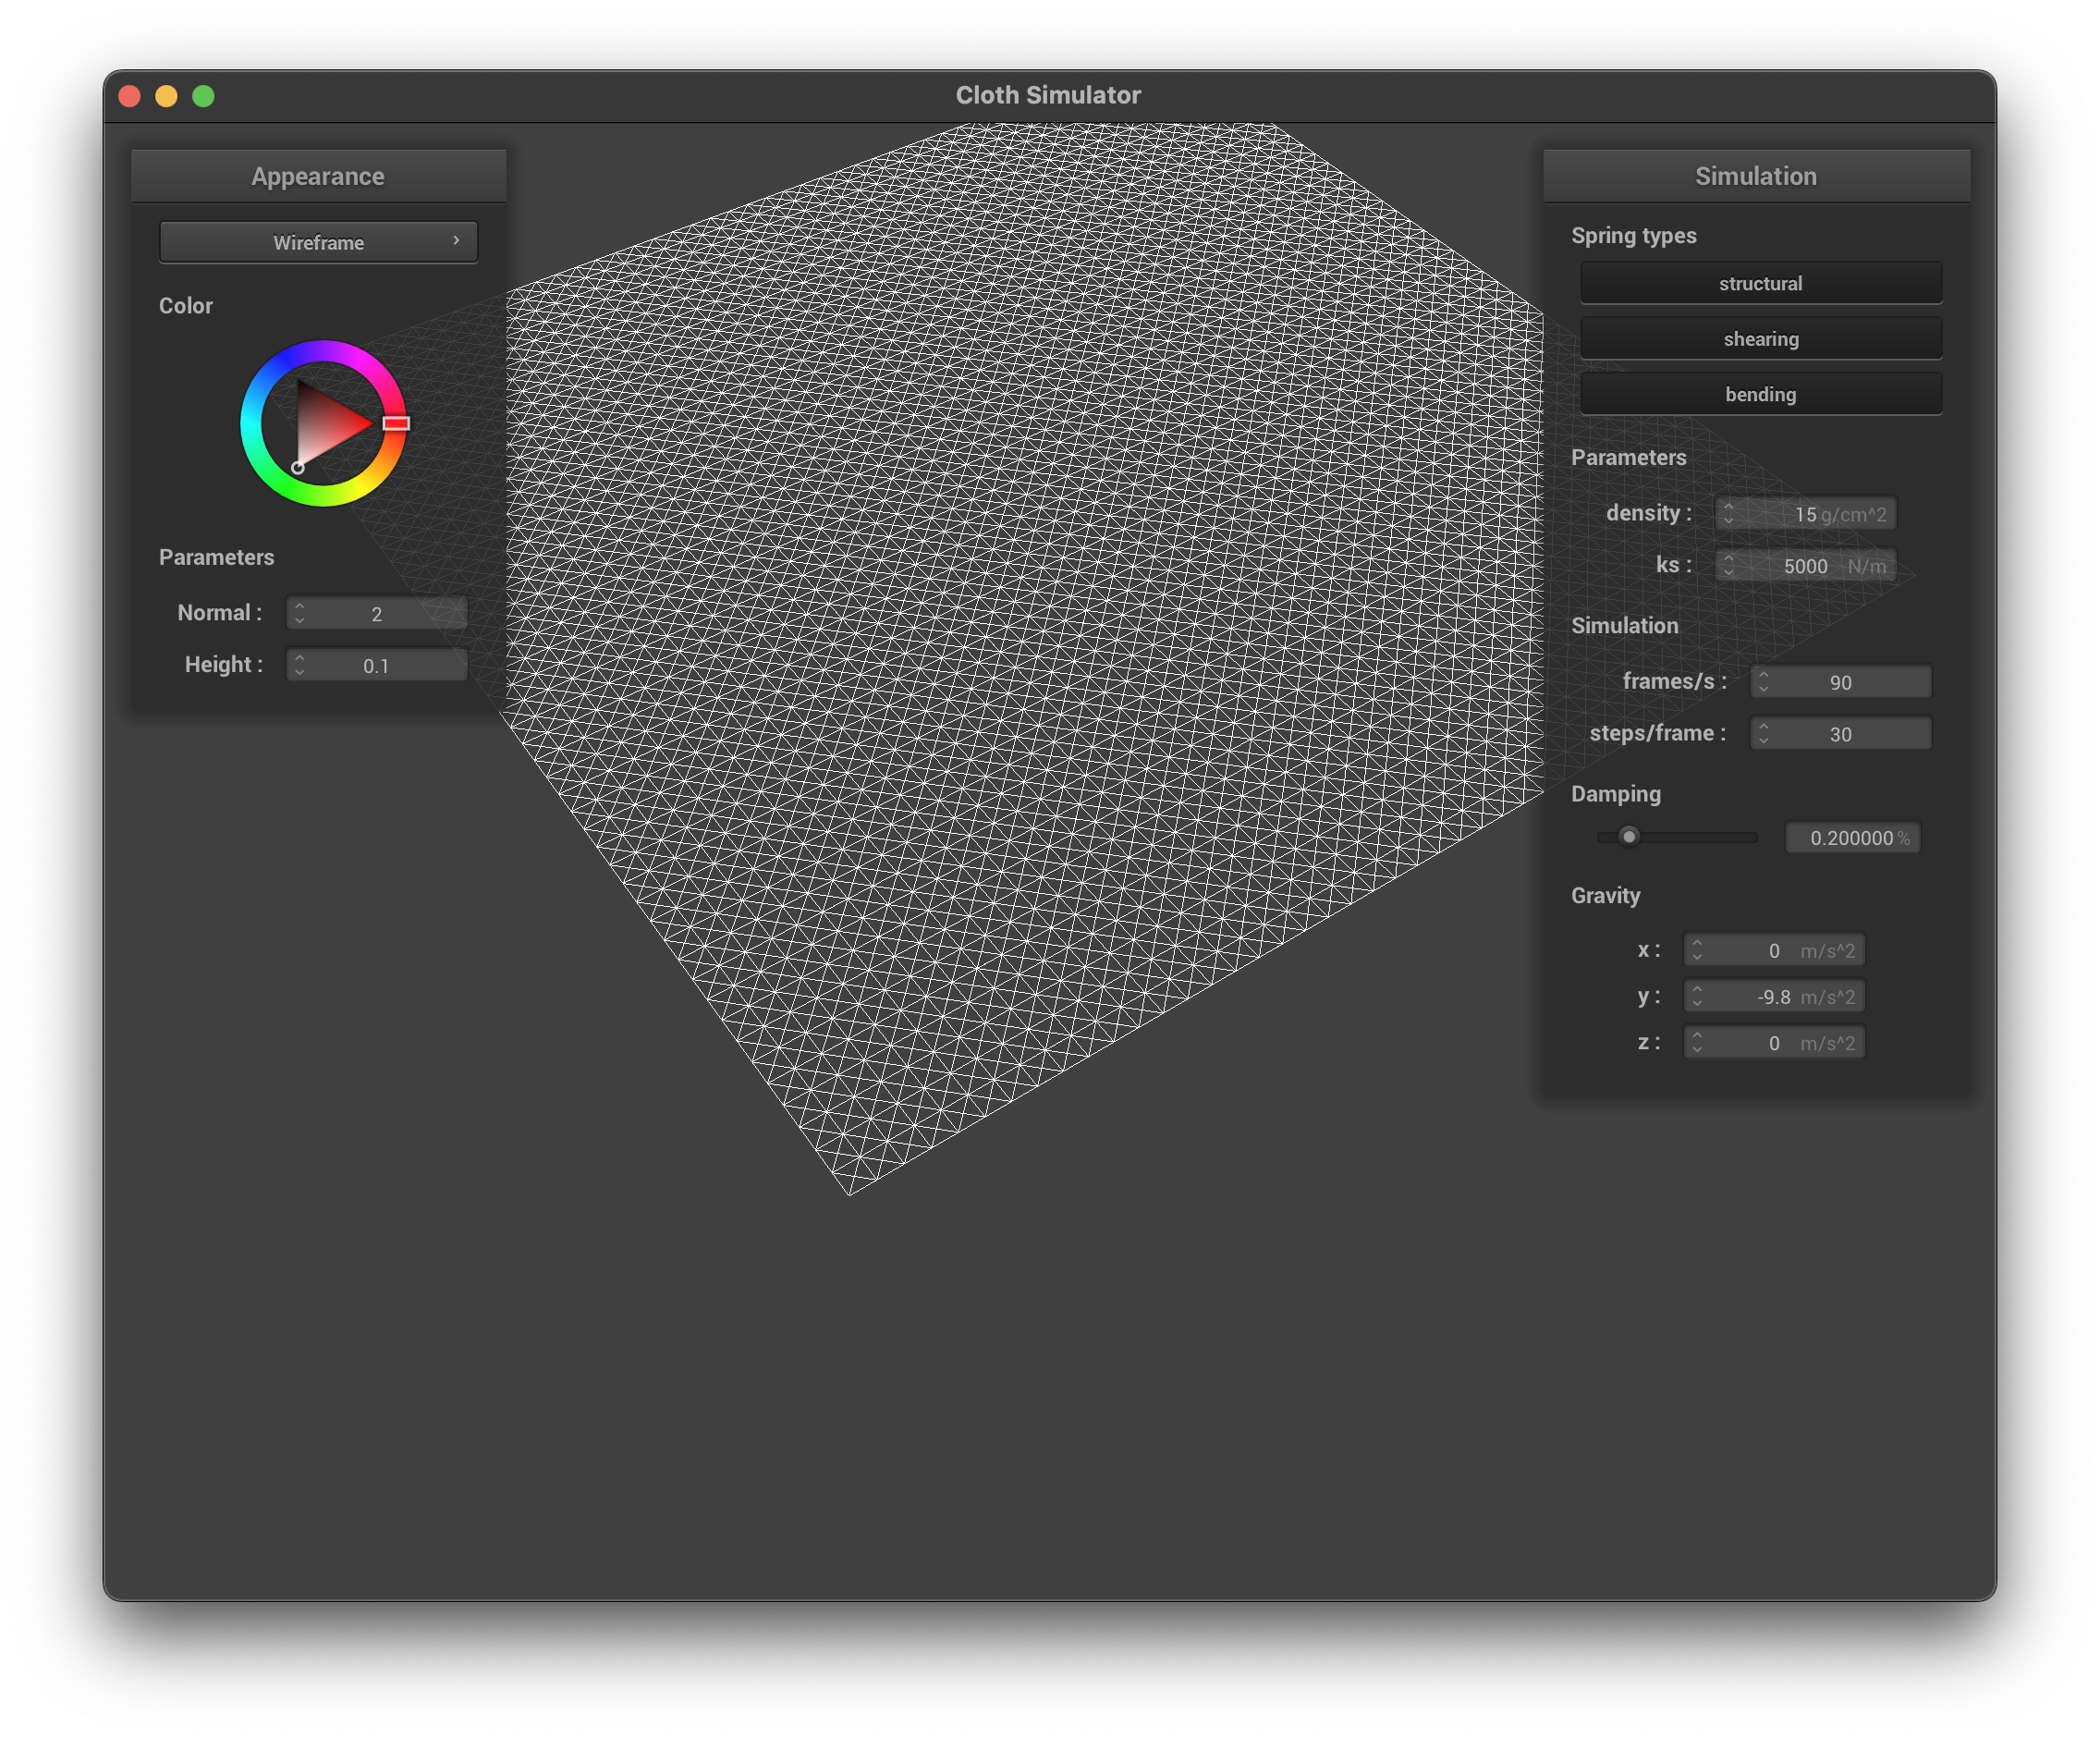 Cloth Simulator
Appearance
Wireframe
Color
Parameters
Normal : 2
Height : 0.1
Simulation
Spring types
structural
shearing
bending
Parameters
density : 15 g/cm^2
ks : 5000 N/m
Simulation
frames/s : 90
steps/frame : 30
Damping
0.200000 %
Gravity
x : 0 m/s^2
y : -9.8 m/s^2
z : 0 m/s^2